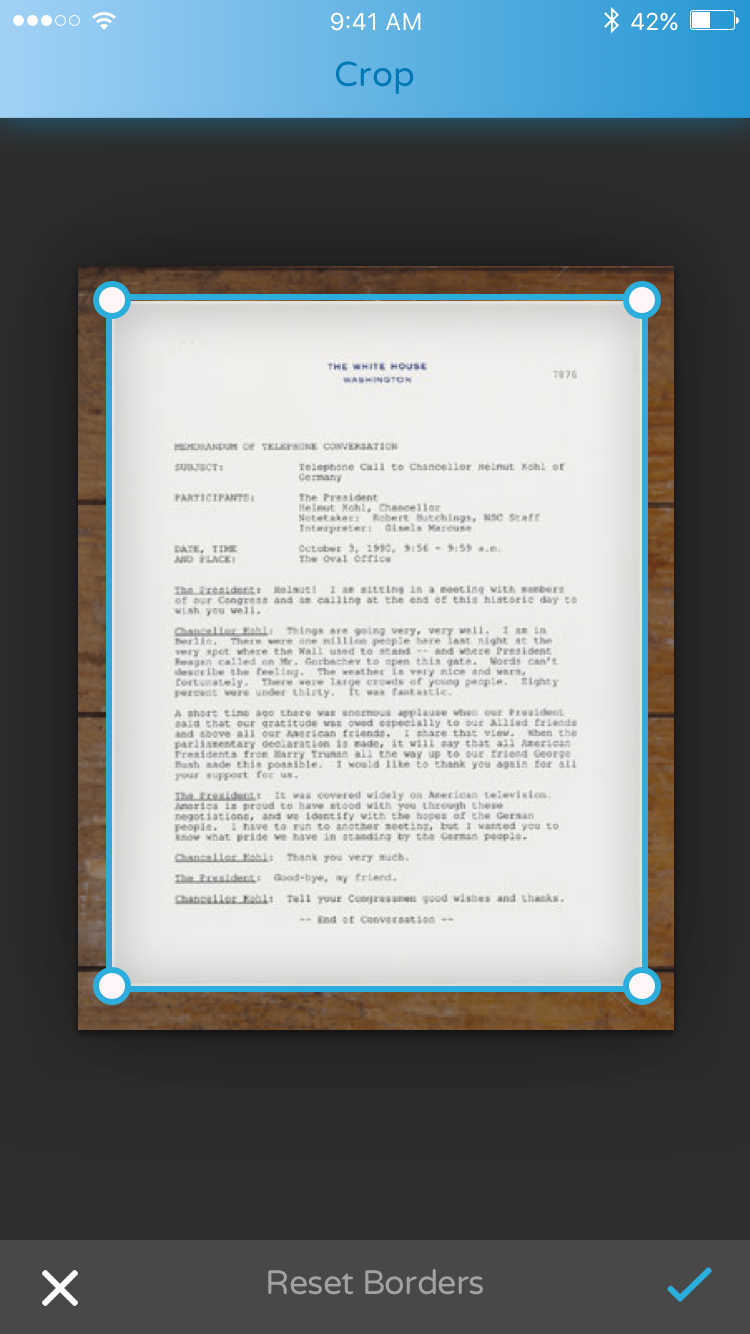 9:41 AM
42%
Crop
THE WHITE HOUSE
WASHINGTON
7876
MEMORANDUM OF TELEPHONE CONVERSATION
SUBJECT: Telephone Call to Chancellor Helmut Kohl of
Germany
PARTICIPANTS: The President
Helmut Kohl, Chancellor
Notetaker: Robert Hutchings, NSC Staff
Interpreter: Gisela Marcuse
DATE, TIME October 3, 1990, 9:56 - 9:59 a.m.
AND PLACE: The Oval Office
The President: Helmut! I am sitting in a meeting with members
of our Congress and am calling at the end of this historic day to
wish you well.
Chancellor Kohl: Things are going very, very well. I am in
Berlin. There were one million people here last night at the
very spot where the Wall used to stand -- and where President
Reagan called on Mr. Gorbachev to open this gate. Words can't
describe the feeling. The weather is very nice and warm,
fortunately. There were large crowds of young people. Eighty
percent were under thirty. It was fantastic.
A short time ago there was enormous applause when our President
said that our gratitude was owed especially to our Allied friends
and above all our American friends. I share that view. When the
parliamentary declaration is made, it will say that all American
Presidents from Harry Truman all the way up to our friend George
Bush made this possible. I would like to thank you again for all
your support for us.
The President: It was covered widely on American television.
America is proud to have stood with you through these
negotiations, and we identify with the hopes of the German
people. I have to run to another meeting, but I wanted you to
know what pride we have in standing by the German people.
Chancellor Kohl: Thank you very much.
The President: Good-bye, my friend.
Chancellor Kohl: Tell your Congressmen good wishes and thanks.
-- End of Conversation --
Reset Borders